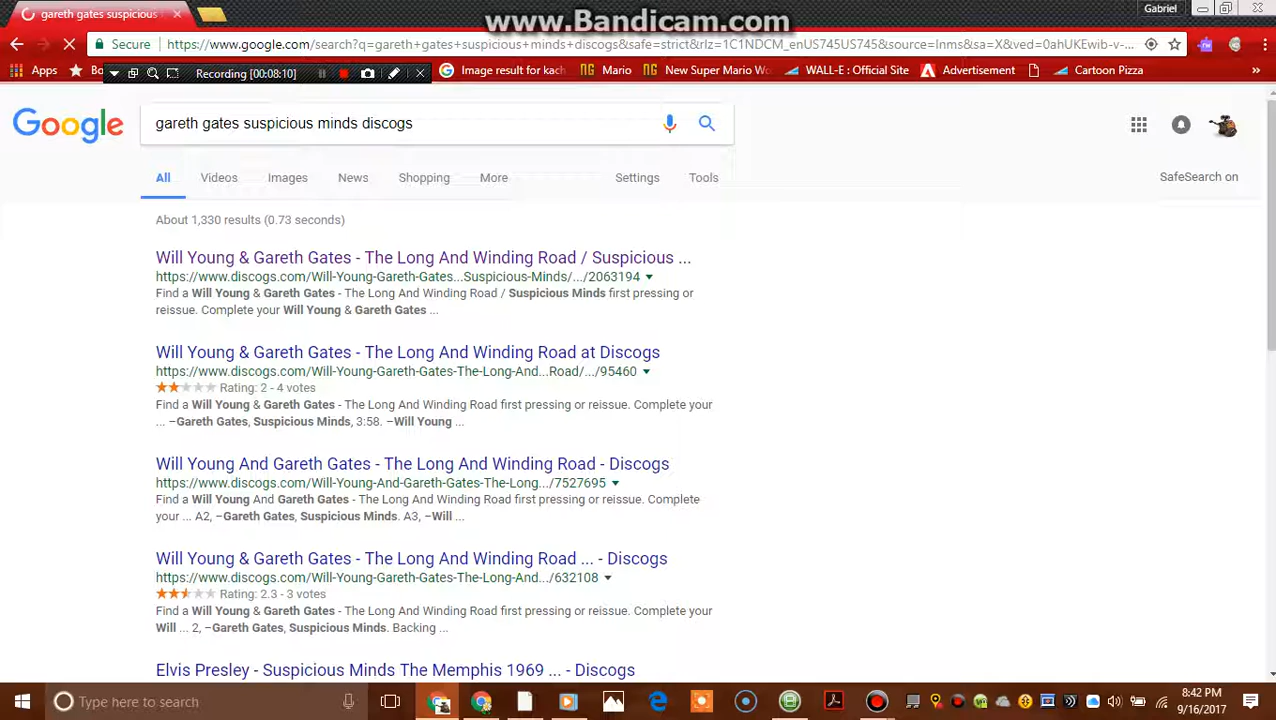 gareth gates suspicious
www.Bandicam.com
Gabriel
Secure https://www.google.com/search?q=gareth+gates+suspicious+minds+discogs&safe=strict&rlz=1C1NDCM_enUS745US745&source=lnms&sa=X&ved=0ahUKEwib-v-...
Apps Bo
Recording [00:08:10]
Image result for kach
Mario
New Super Mario Wo
WALL-E : Official Site
Advertisement
Cartoon Pizza
»
Google
gareth gates suspicious minds discogs
All Videos Images News Shopping More Settings Tools
SafeSearch on
About 1,330 results (0.73 seconds)
Will Young & Gareth Gates - The Long And Winding Road / Suspicious ...
https://www.discogs.com/Will-Young-Gareth-Gates...Suspicious-Minds/.../2063194
Find a Will Young & Gareth Gates - The Long And Winding Road / Suspicious Minds first pressing or
reissue. Complete your Will Young & Gareth Gates ...
Will Young & Gareth Gates - The Long And Winding Road at Discogs
https://www.discogs.com/Will-Young-Gareth-Gates-The-Long-And...Road/.../95460
Rating: 2 - 4 votes
Find a Will Young & Gareth Gates - The Long And Winding Road first pressing or reissue. Complete your
... –Gareth Gates, Suspicious Minds, 3:58. –Will Young ...
Will Young And Gareth Gates - The Long And Winding Road - Discogs
https://www.discogs.com/Will-Young-And-Gareth-Gates-The-Long.../7527695
Find a Will Young And Gareth Gates - The Long And Winding Road first pressing or reissue. Complete
your ... A2, –Gareth Gates, Suspicious Minds. A3, –Will ...
Will Young & Gareth Gates - The Long And Winding Road ... - Discogs
https://www.discogs.com/Will-Young-Gareth-Gates-The-Long-And.../632108
Rating: 2.3 - 3 votes
Find a Will Young & Gareth Gates - The Long And Winding Road first pressing or reissue. Complete your
Will ... 2, –Gareth Gates, Suspicious Minds. Backing ...
Elvis Presley - Suspicious Minds The Memphis 1969 ... - Discogs
Type here to search
8:42 PM
9/16/2017